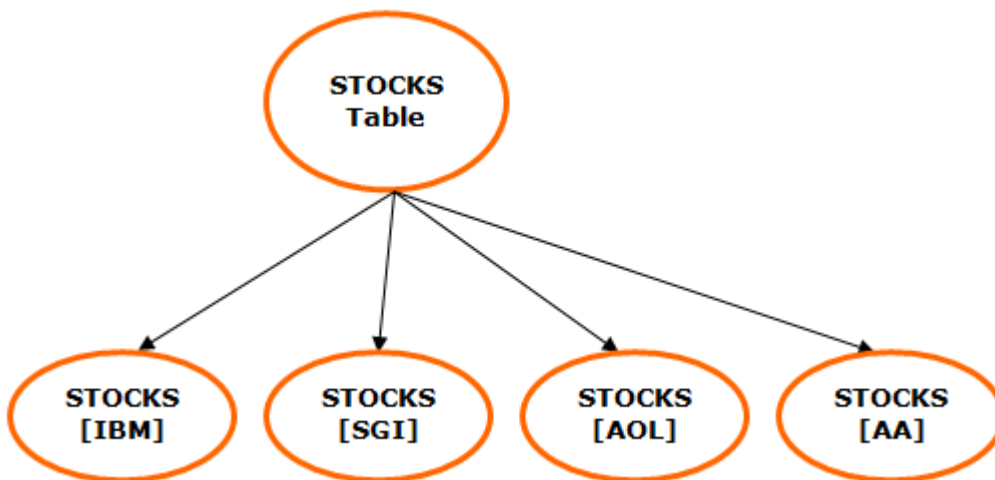 STOCKS
Table
STOCKS
[IBM]
STOCKS
[SGI]
STOCKS
[AOL]
STOCKS
[AA]